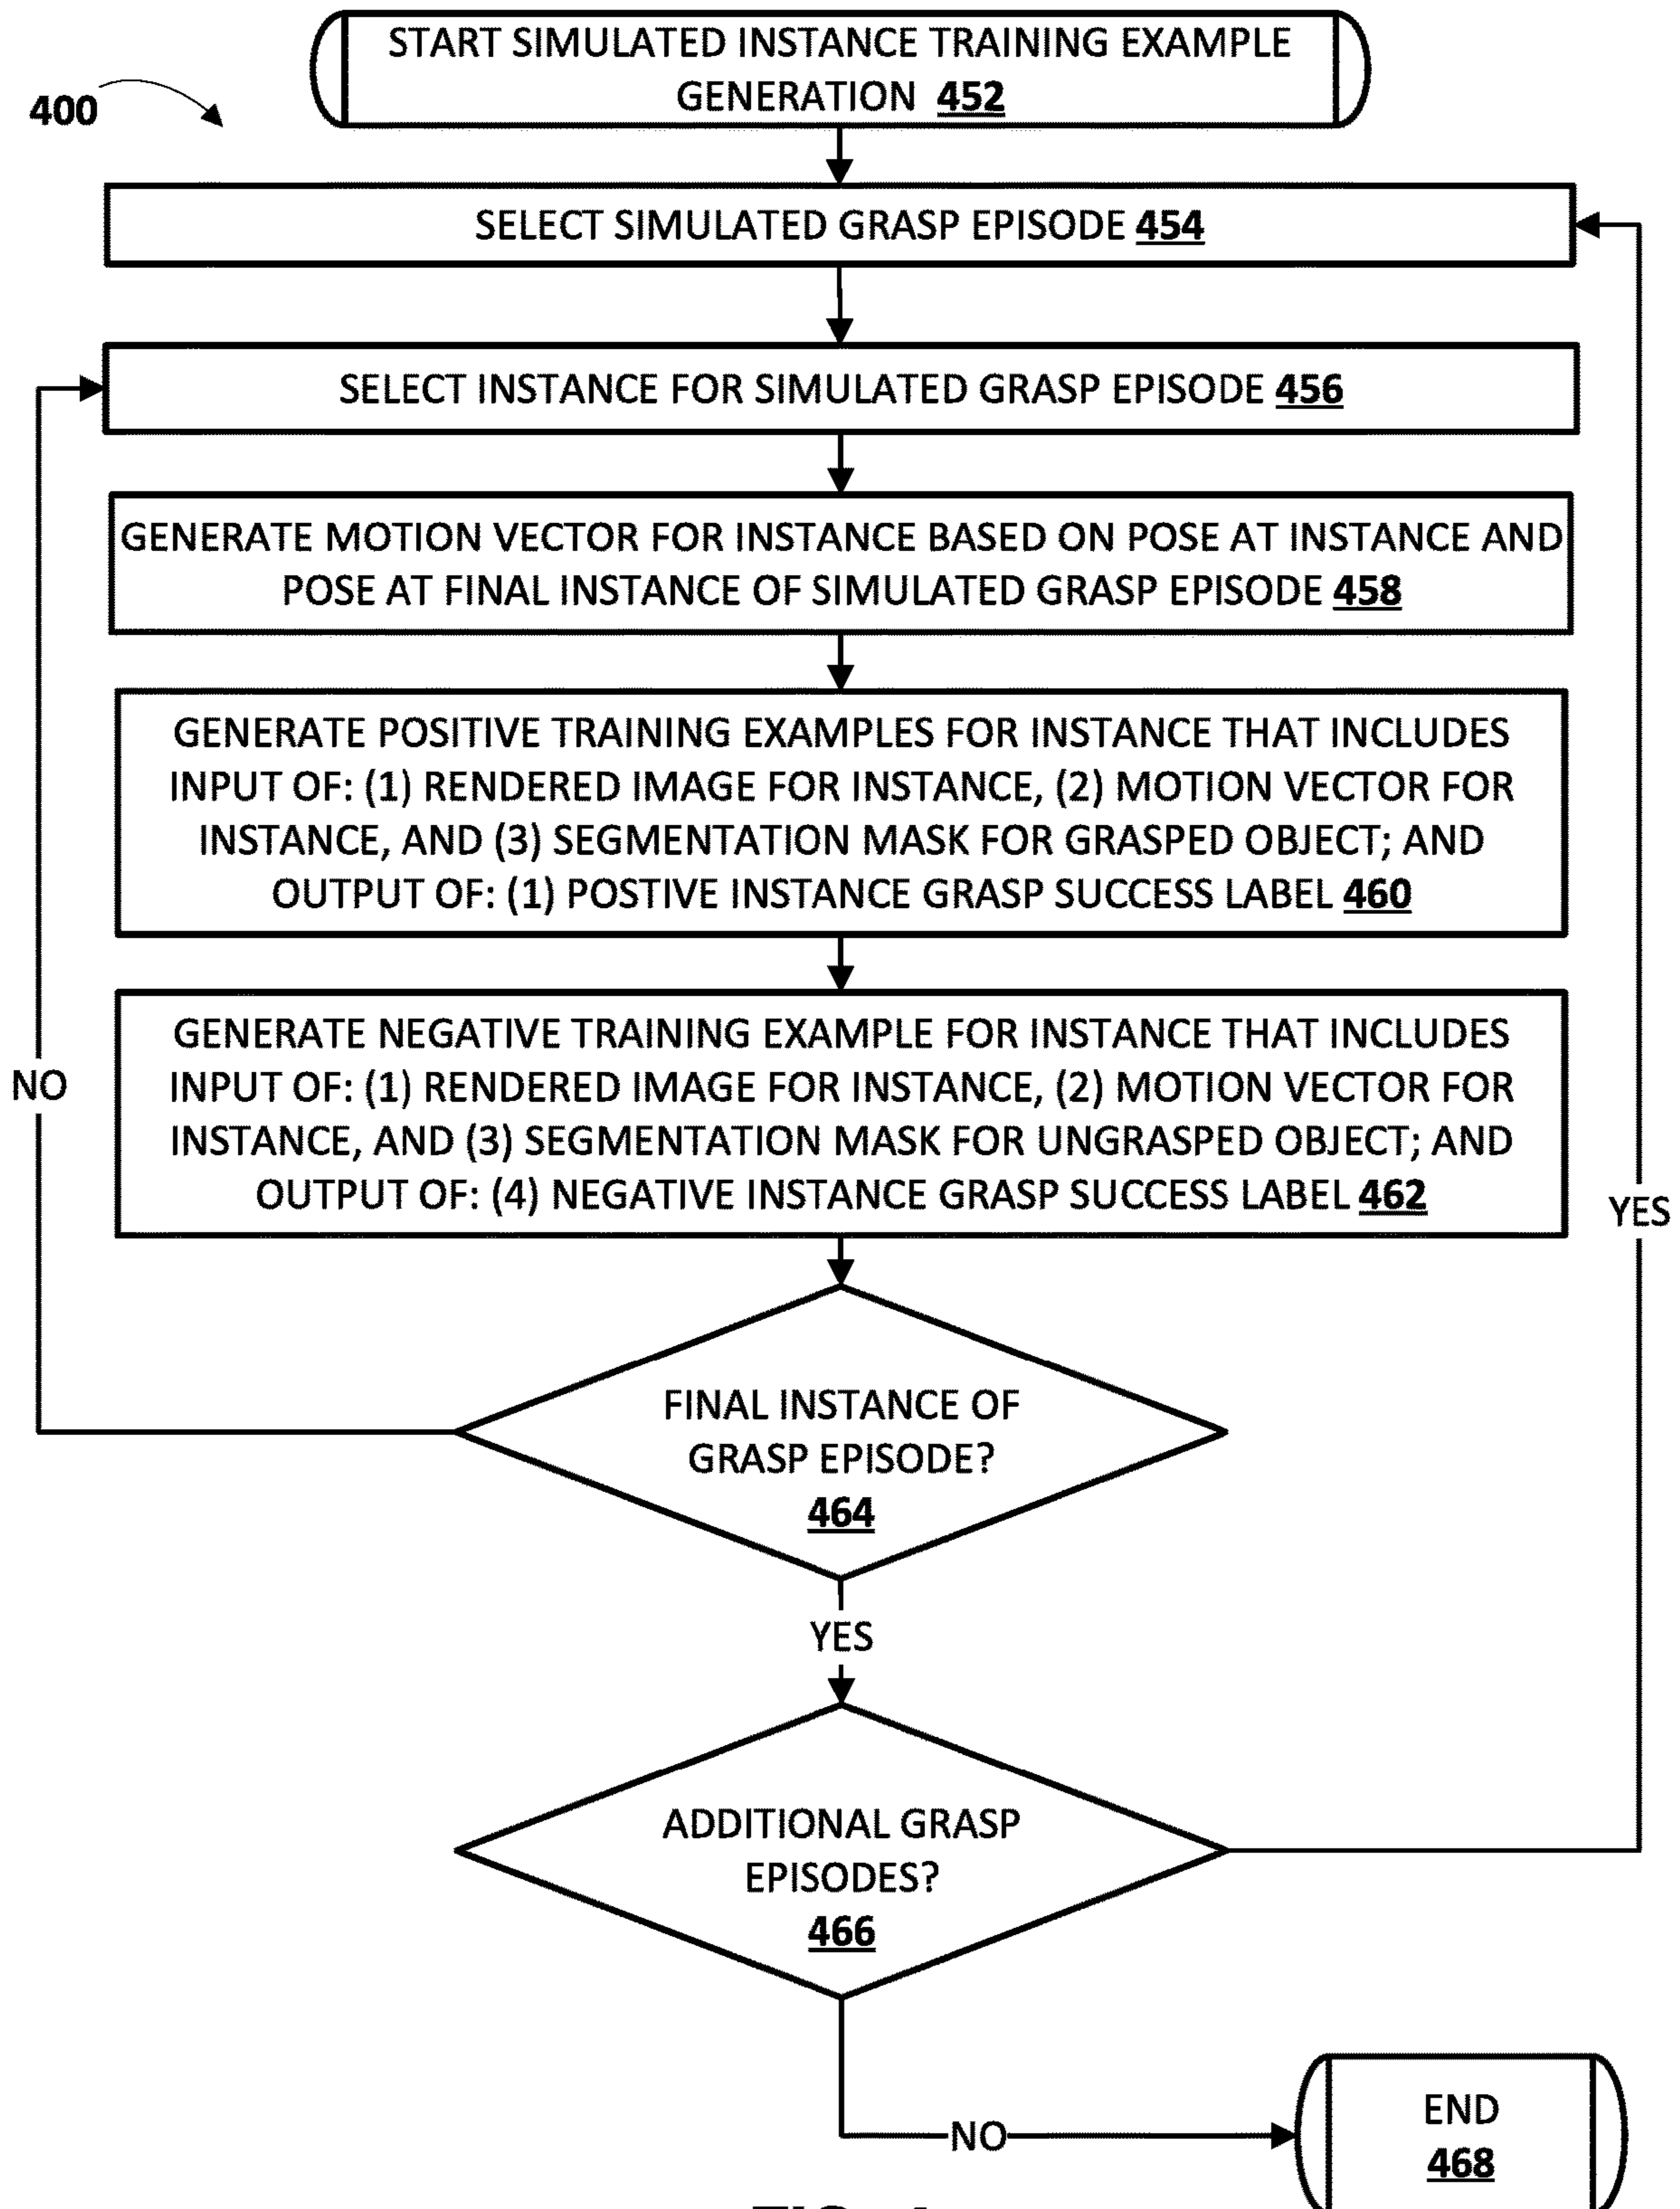 400
START SIMULATED INSTANCE TRAINING EXAMPLE
GENERATION 452
SELECT SIMULATED GRASP EPISODE 454
SELECT INSTANCE FOR SIMULATED GRASP EPISODE 456
GENERATE MOTION VECTOR FOR INSTANCE BASED ON POSE AT INSTANCE AND
POSE AT FINAL INSTANCE OF SIMULATED GRASP EPISODE 458
GENERATE POSITIVE TRAINING EXAMPLES FOR INSTANCE THAT INCLUDES
INPUT OF: (1) RENDERED IMAGE FOR INSTANCE, (2) MOTION VECTOR FOR
INSTANCE, AND (3) SEGMENTATION MASK FOR GRASPED OBJECT; AND
OUTPUT OF: (1) POSTIVE INSTANCE GRASP SUCCESS LABEL 460
GENERATE NEGATIVE TRAINING EXAMPLE FOR INSTANCE THAT INCLUDES
INPUT OF: (1) RENDERED IMAGE FOR INSTANCE, (2) MOTION VECTOR FOR
INSTANCE, AND (3) SEGMENTATION MASK FOR UNGRASPED OBJECT; AND
OUTPUT OF: (4) NEGATIVE INSTANCE GRASP SUCCESS LABEL 462
NO
YES
FINAL INSTANCE OF
GRASP EPISODE?
464
YES
ADDITIONAL GRASP
EPISODES?
466
NO
END
468